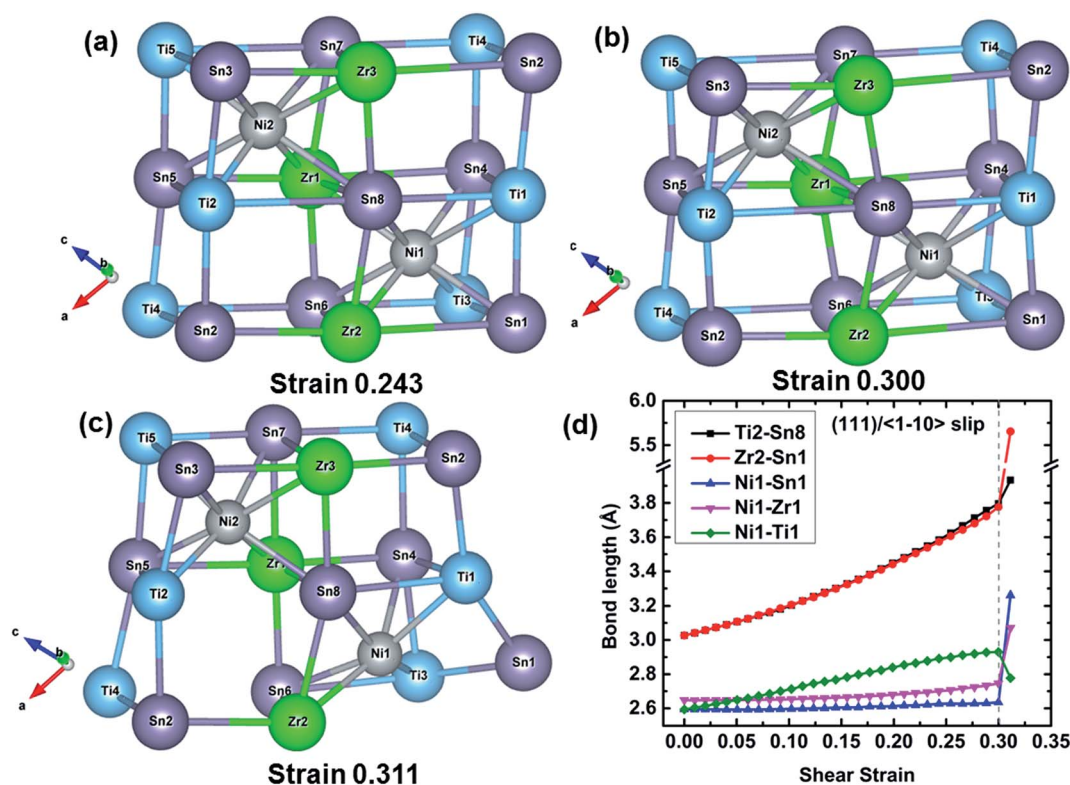 (a)
Ti5
Sn7
Ti4
Sn2
Sn3
Zr3
Ni2
Sn5
Zr1
Sn4
Ti2
Sn8
Ti1
Ni1
c
b
a
Ti4
Sn6
Ti3
Sn2
Zr2
Sn1
Strain 0.243
(b)
Ti5
Sn7
Ti4
Sn2
Sn3
Zr3
Ni2
Sn5
Zr1
Sn4
Ti2
Sn8
Ti1
Ni1
c
b
a
Ti4
Sn6
Ti3
Sn2
Zr2
Sn1
Strain 0.300
(c)
Ti5
Sn7
Ti4
Sn2
Sn3
Zr3
Ni2
Sn5
Zr1
Sn4
Ti2
Sn8
Ti1
Ni1
c
b
a
Ti4
Sn6
Ti3
Sn1
Sn2
Zr2
Strain 0.311
(d)
(111)/<1-10> slip
Ti2-Sn8
Zr2-Sn1
Ni1-Sn1
Ni1-Zr1
Ni1-Ti1
Bond length (Å)
6.0
5.5
3.8
3.6
3.4
3.2
3.0
2.8
2.6
0.00 0.05 0.10 0.15 0.20 0.25 0.30 0.35
Shear Strain